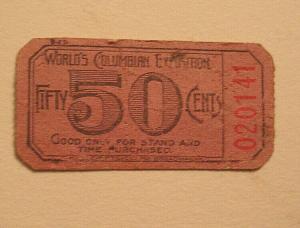 WORLD'S COLUMBIAN EXPOSITION.
FIFTY 50 CENTS
GOOD ONLY FOR STAND AND
TIME PURCHASED.
020141